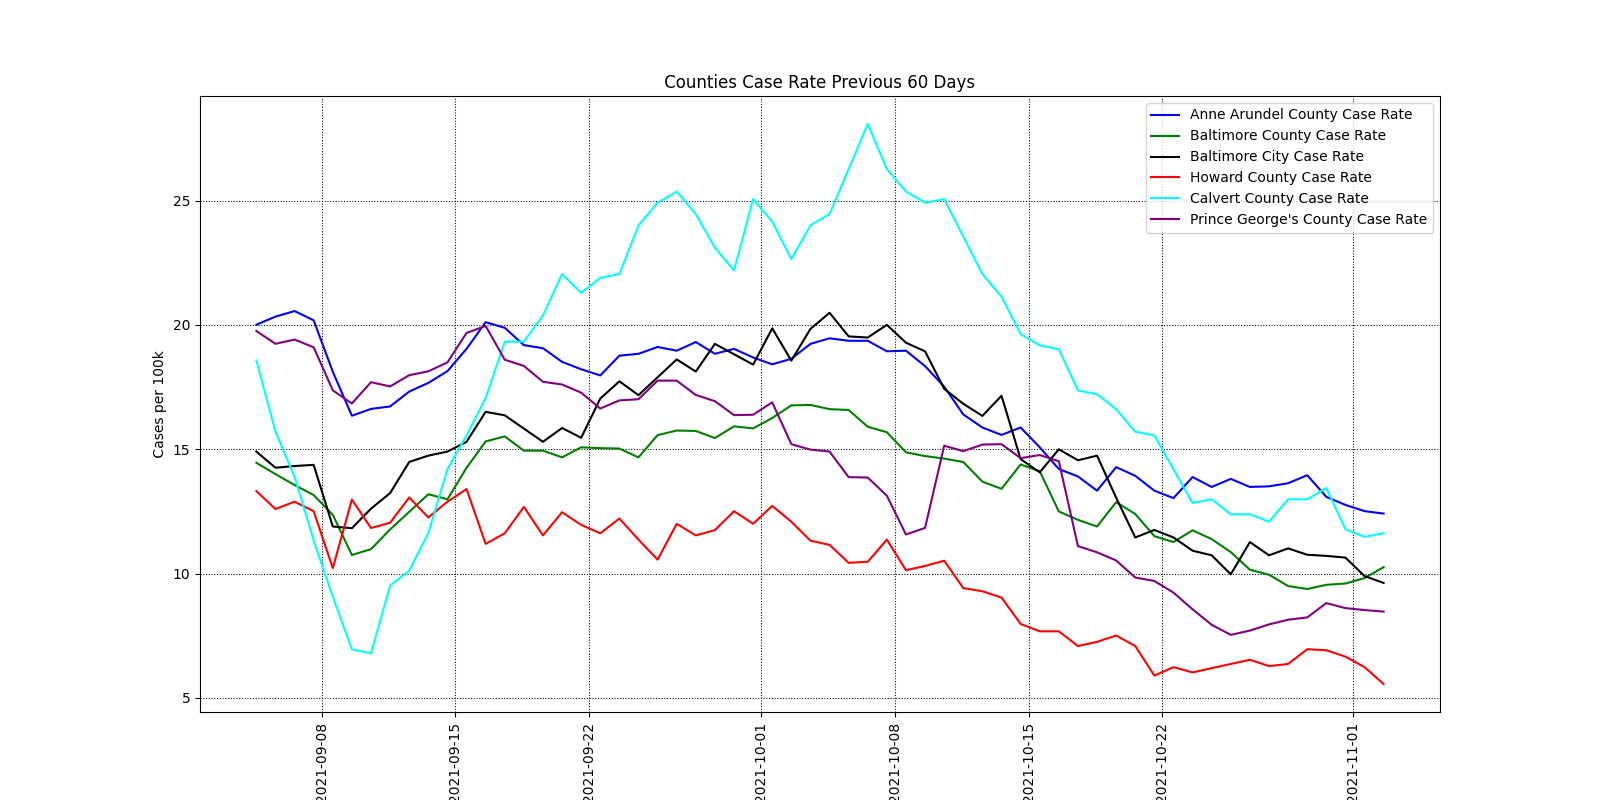 Counties Case Rate Previous 60 Days
Anne Arundel County Case Rate
Baltimore County Case Rate
Baltimore City Case Rate
Howard County Case Rate
Calvert County Case Rate
Prince George's County Case Rate
Cases per 100k
25
20
15
10
5
2021-09-08
2021-09-15
2021-09-22
2021-10-01
2021-10-08
2021-10-15
2021-10-22
2021-11-01